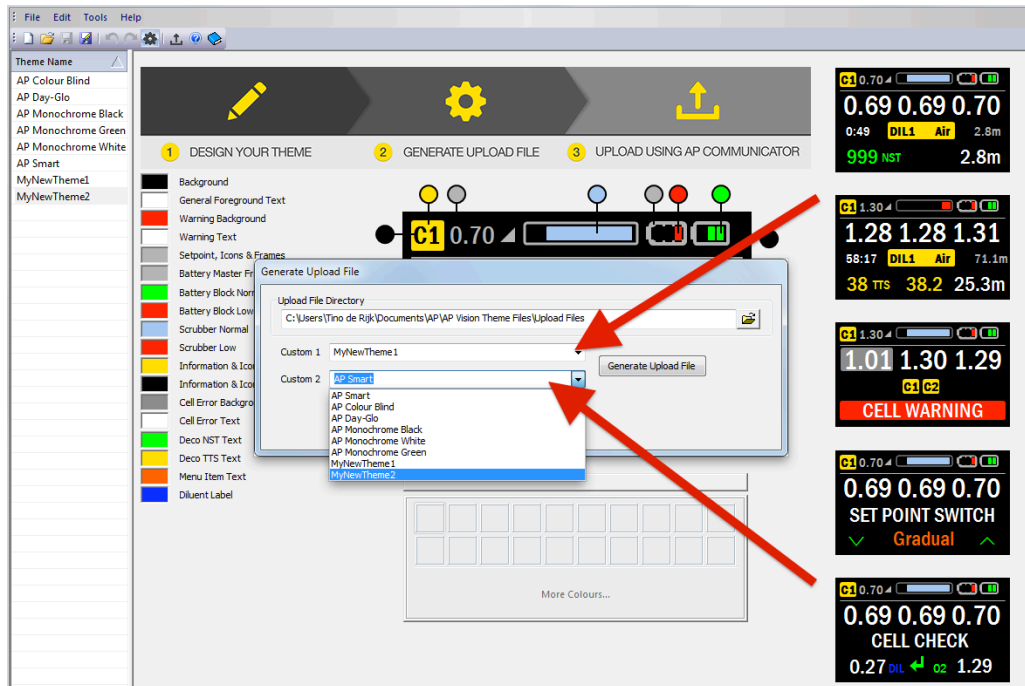 File Edit Tools Help
Theme Name
AP Colour Blind
AP Day-Glo
AP Monochrome Black
AP Monochrome Green
AP Monochrome White
AP Smart
MyNewTheme1
MyNewTheme2
1 DESIGN YOUR THEME
2 GENERATE UPLOAD FILE
3 UPLOAD USING AP COMMUNICATOR
Background
General Foreground Text
Warning Background
Warning Text
Setpoint, Icons & Frames
Battery Master Fr
Battery Block Norr
Battery Block Low
Scrubber Normal
Scrubber Low
Information & Ico
Information & Ico
Cell Error Backgro
Cell Error Text
Deco NST Text
Deco TTS Text
Menu Item Text
Diluent Label
C1 0.70
Generate Upload File
Upload File Directory
C:\Users\Tino de Rijk\Documents\AP\AP Vision Theme Files\Upload Files
Custom 1 MyNewTheme1
Generate Upload File
Custom 2 AP Smart
AP Smart
AP Colour Blind
AP Day-Glo
AP Monochrome Black
AP Monochrome White
AP Monochrome Green
MyNewTheme1
MyNewTheme2
More Colours...
C1 0.70
0.69 0.69 0.70
0:49 DIL1 Air 2.8m
999 NST 2.8m
C1 1.30
1.28 1.28 1.31
58:17 DIL1 Air 71.1m
38 TTS 38.2 25.3m
C1 1.30
1.01 1.30 1.29
C1 C2
CELL WARNING
C1 0.70
0.69 0.69 0.70
SET POINT SWITCH
Gradual
C1 0.70
0.69 0.69 0.70
CELL CHECK
0.27 DIL O2 1.29